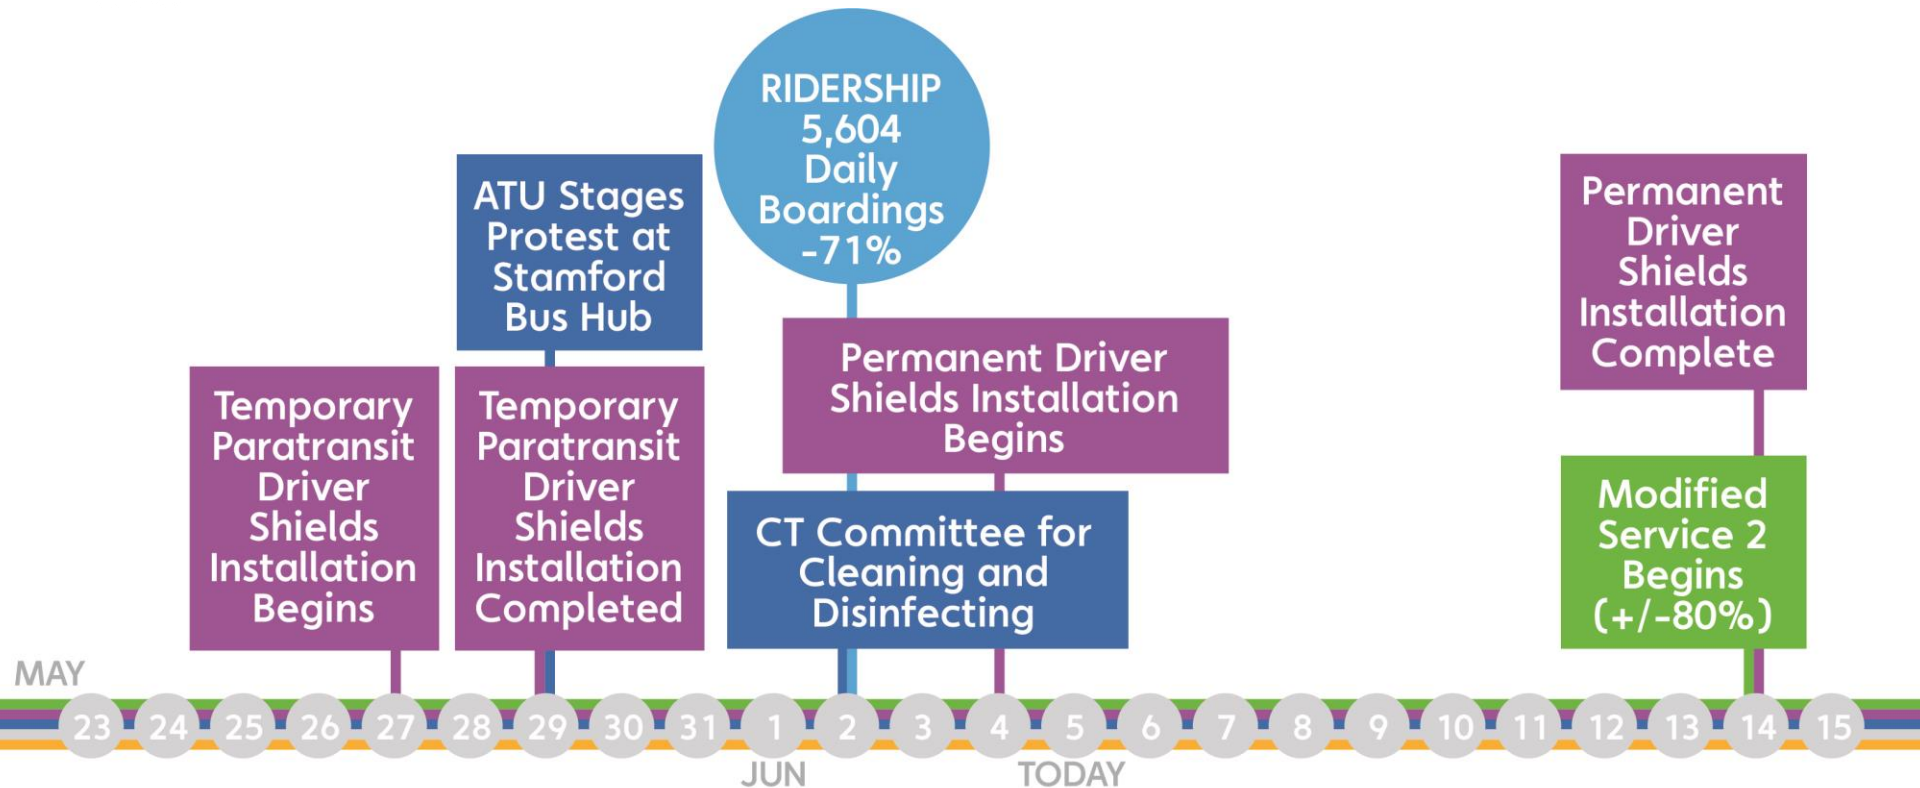 RIDERSHIP
5,604
Daily
Boardings
-71%
ATU Stages
Protest at
Stamford
Bus Hub
Permanent
Driver
Shields
Installation
Complete
Permanent Driver
Shields Installation
Begins
Temporary
Paratransit
Driver
Shields
Installation
Begins
Temporary
Paratransit
Driver
Shields
Installation
Completed
CT Committee for
Cleaning and
Disinfecting
Modified
Service 2
Begins
(+/-80%)
MAY
23 24 25 26 27 28 29 30 31 1 2 3 4 5 6 7 8 9 10 11 12 13 14 15
JUN TODAY